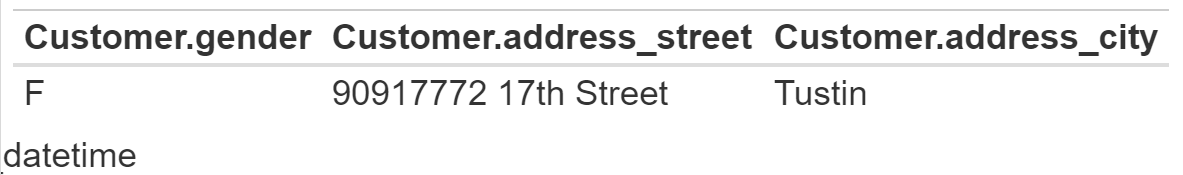 Customer.gender Customer.address_street Customer.address_city
F 90917772 17th Street Tustin
datetime